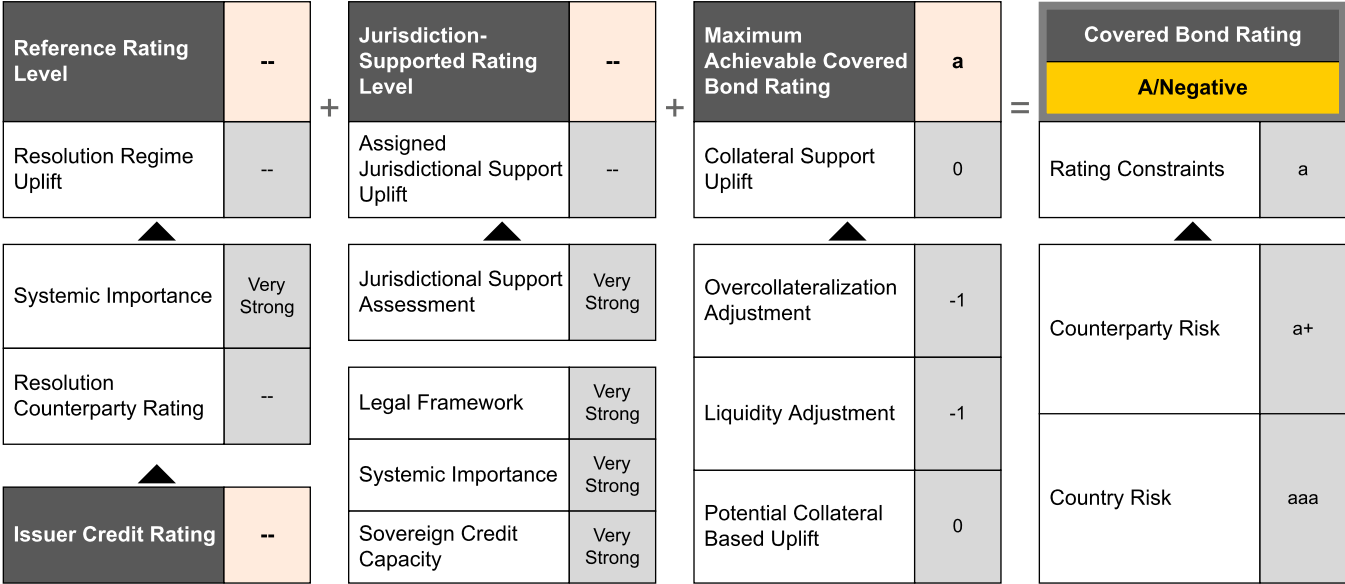 Reference Rating
Level
--
Resolution Regime
Uplift
--
Systemic Importance
Very
Strong
Resolution
Counterparty Rating
--
Issuer Credit Rating
--
+
Jurisdiction-
Supported Rating
Level
--
Assigned
Jurisdictional Support
Uplift
--
Jurisdictional Support
Assessment
Very
Strong
Legal Framework
Very
Strong
Systemic Importance
Very
Strong
Sovereign Credit
Capacity
Very
Strong
+
Maximum
Achievable Covered
Bond Rating
a
Collateral Support
Uplift
0
Overcollateralization
Adjustment
-1
Liquidity Adjustment
-1
Potential Collateral
Based Uplift
0
=
Covered Bond Rating
A/Negative
Rating Constraints
a
Counterparty Risk
a+
Country Risk
aaa